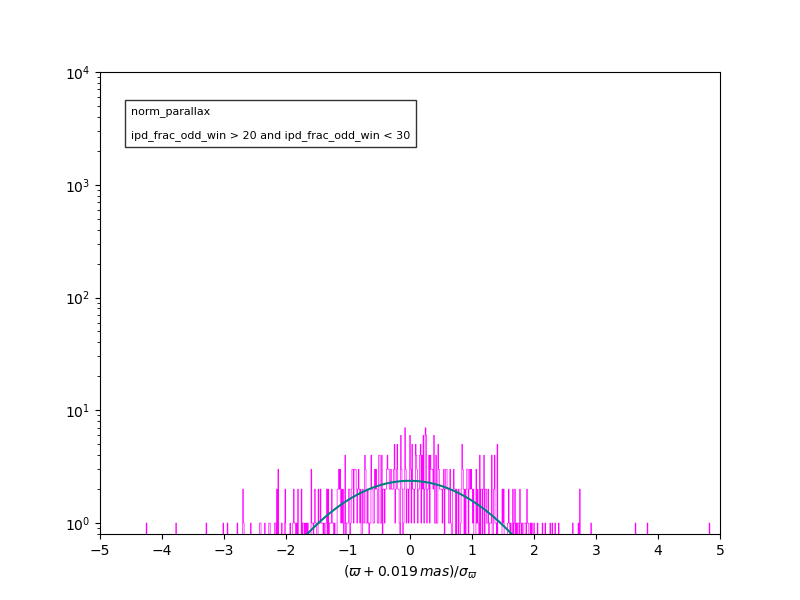 10^4
norm_parallax
ipd_frac_odd_win > 20 and ipd_frac_odd_win < 30
10^3
10^2
10^1
10^0
−5 −4 −3 −2 −1 0 1 2 3 4 5
(ϖ + 0.019 mas)/σ_ϖ